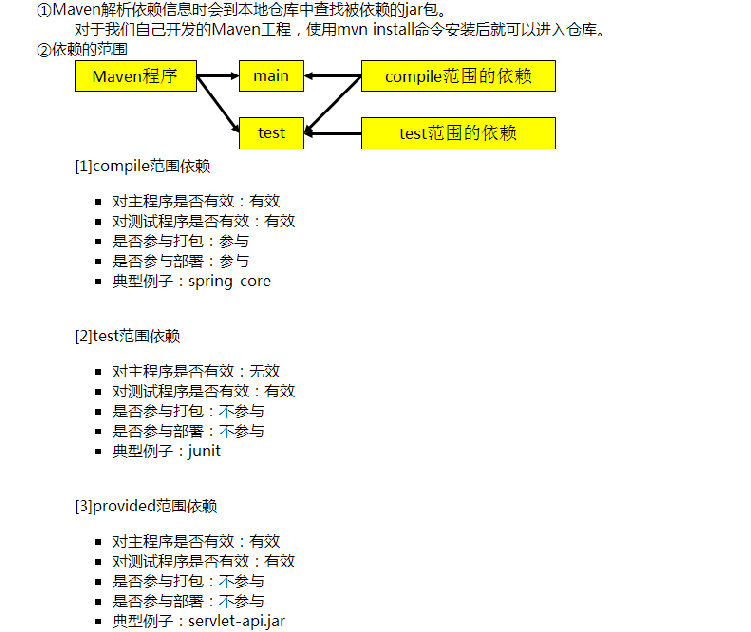 ①Maven解析依赖信息时会到本地仓库中查找被依赖的jar包。
对于我们自己开发的Maven工程，使用mvn install命令安装后就可以进入仓库。
②依赖的范围
Maven程序 main compile范围的依赖
test test范围的依赖
[1]compile范围依赖
▪ 对主程序是否有效：有效
▪ 对测试程序是否有效：有效
▪ 是否参与打包：参与
▪ 是否参与部署：参与
▪ 典型例子：spring-core
[2]test范围依赖
▪ 对主程序是否有效：无效
▪ 对测试程序是否有效：有效
▪ 是否参与打包：不参与
▪ 是否参与部署：不参与
▪ 典型例子：junit
[3]provided范围依赖
▪ 对主程序是否有效：有效
▪ 对测试程序是否有效：有效
▪ 是否参与打包：不参与
▪ 是否参与部署：不参与
▪ 典型例子：servlet-api.jar